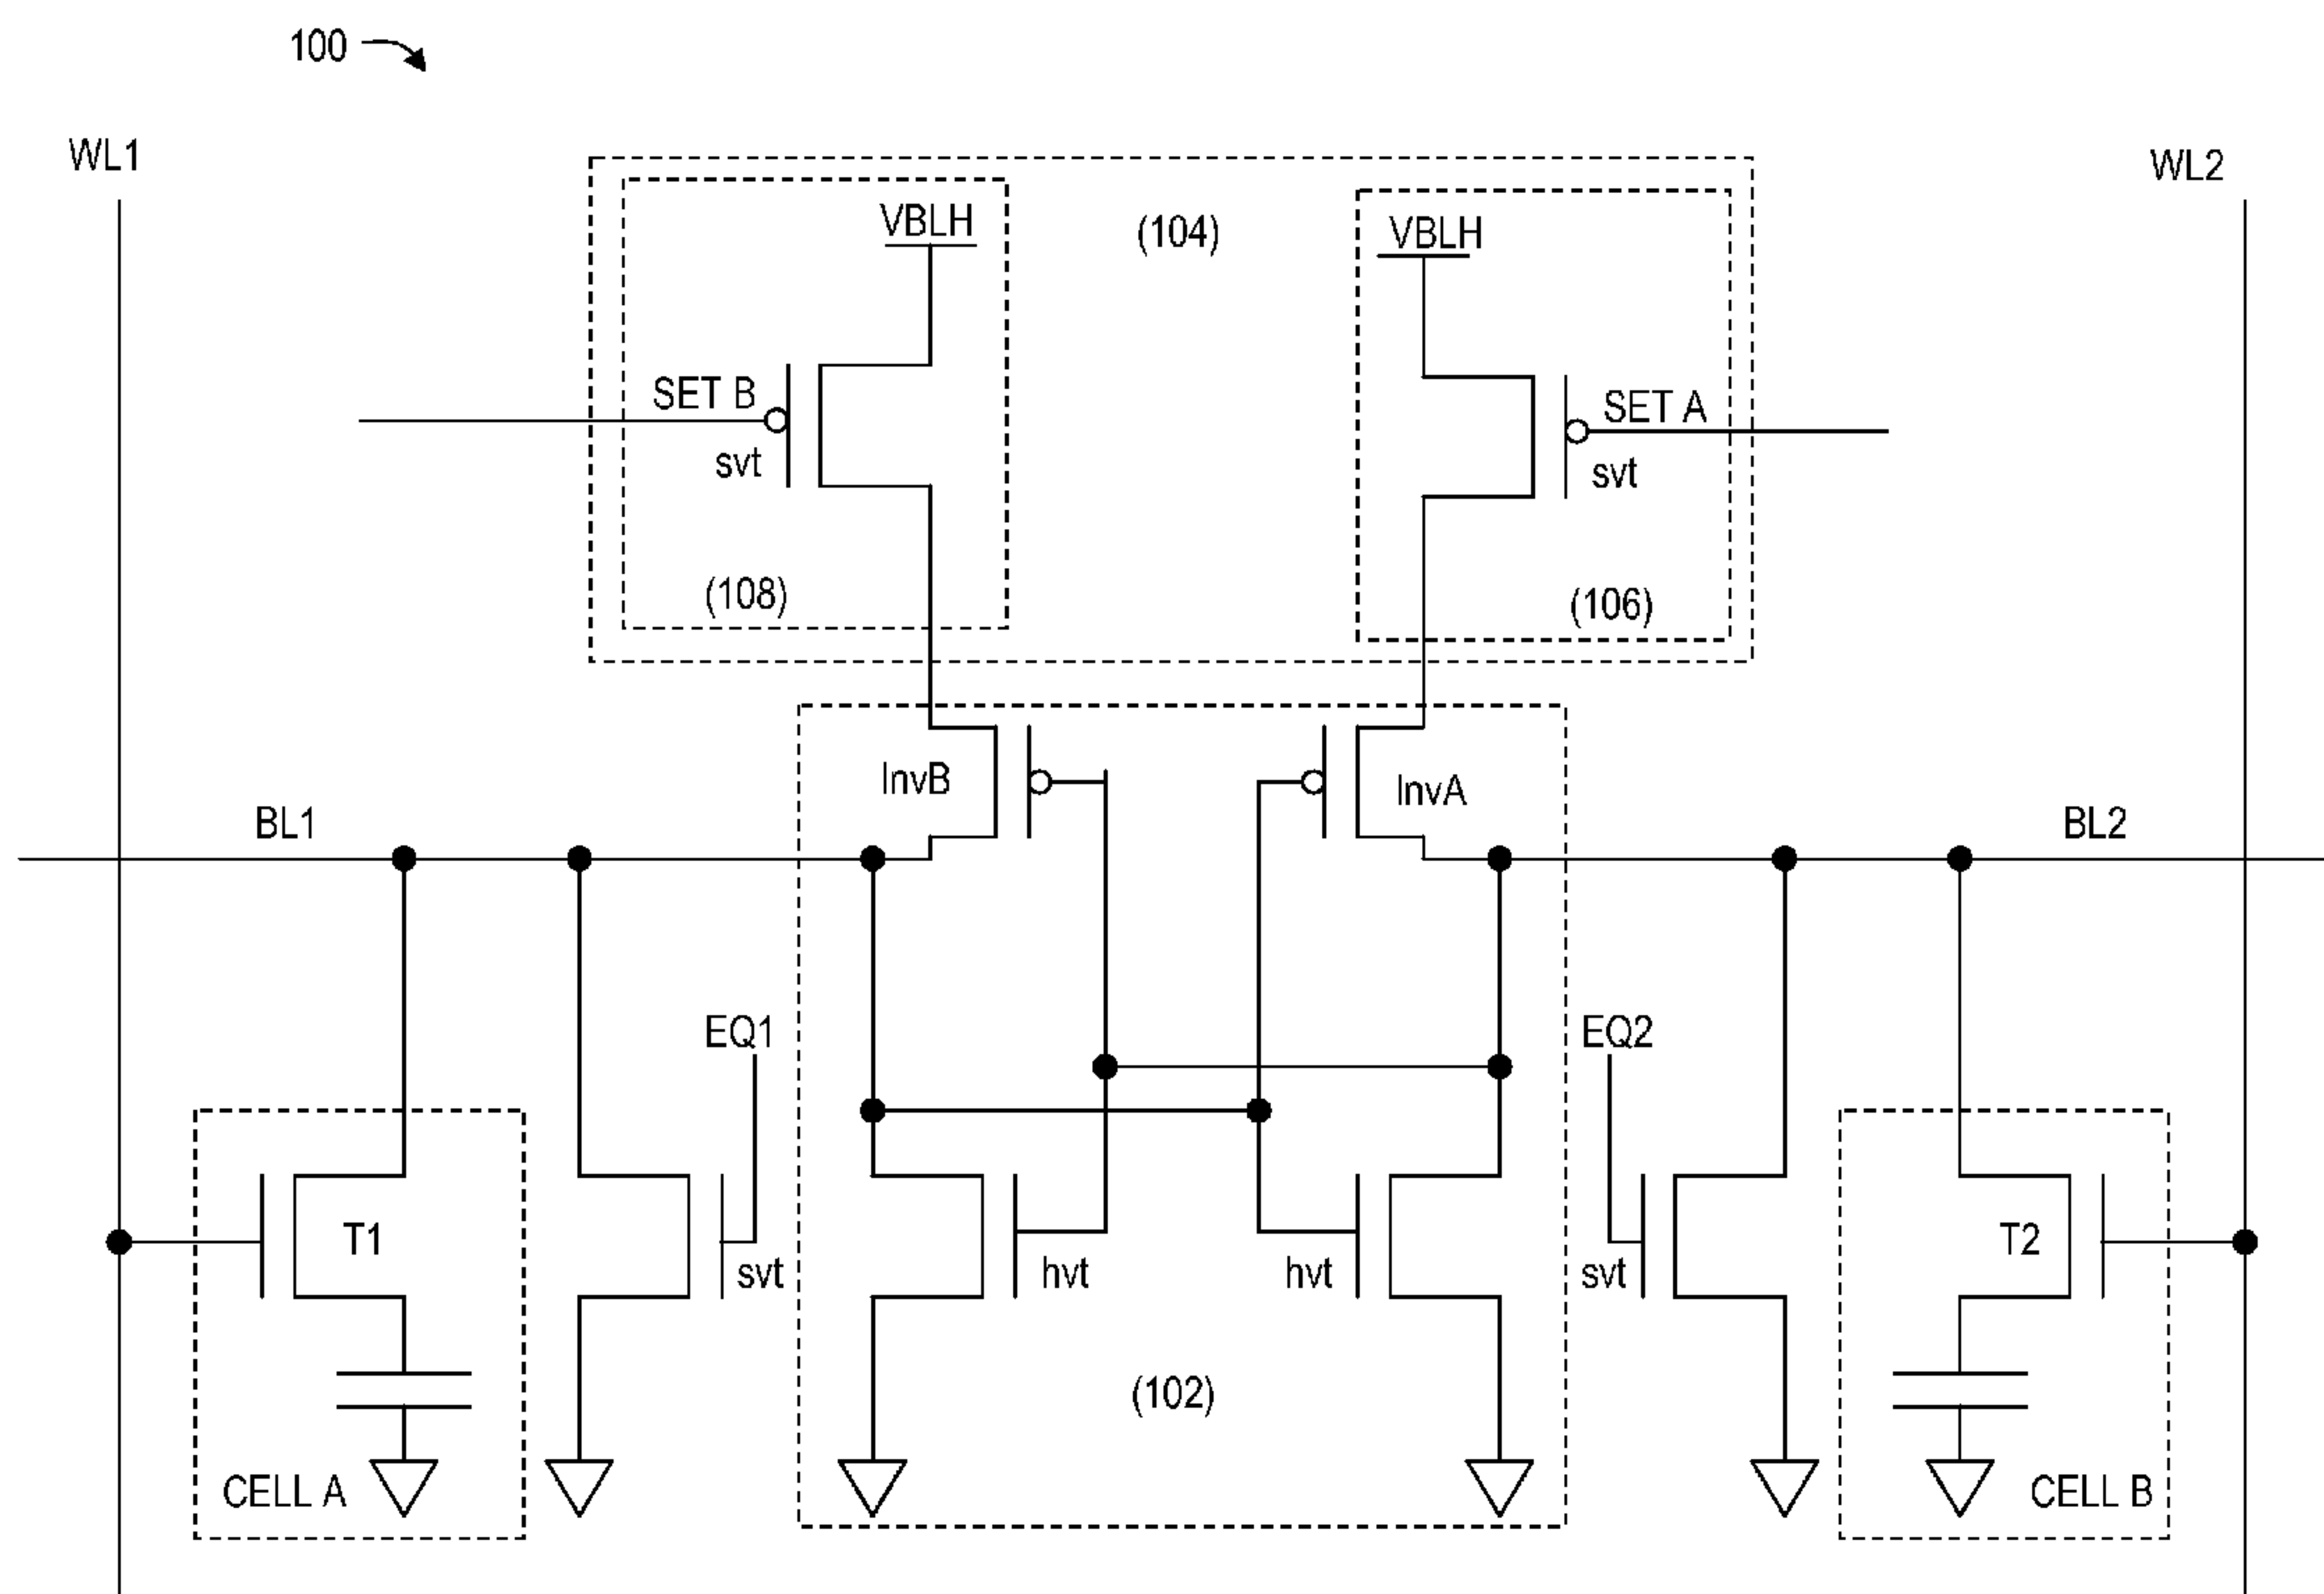 100
WL1
WL2
VBLH
(104)
VBLH
SET B
SET A
svt
svt
(108)
(106)
InvB
InvA
BL1
BL2
EQ1
EQ2
T1
T2
svt
hvt
hvt
svt
(102)
CELL A
CELL B